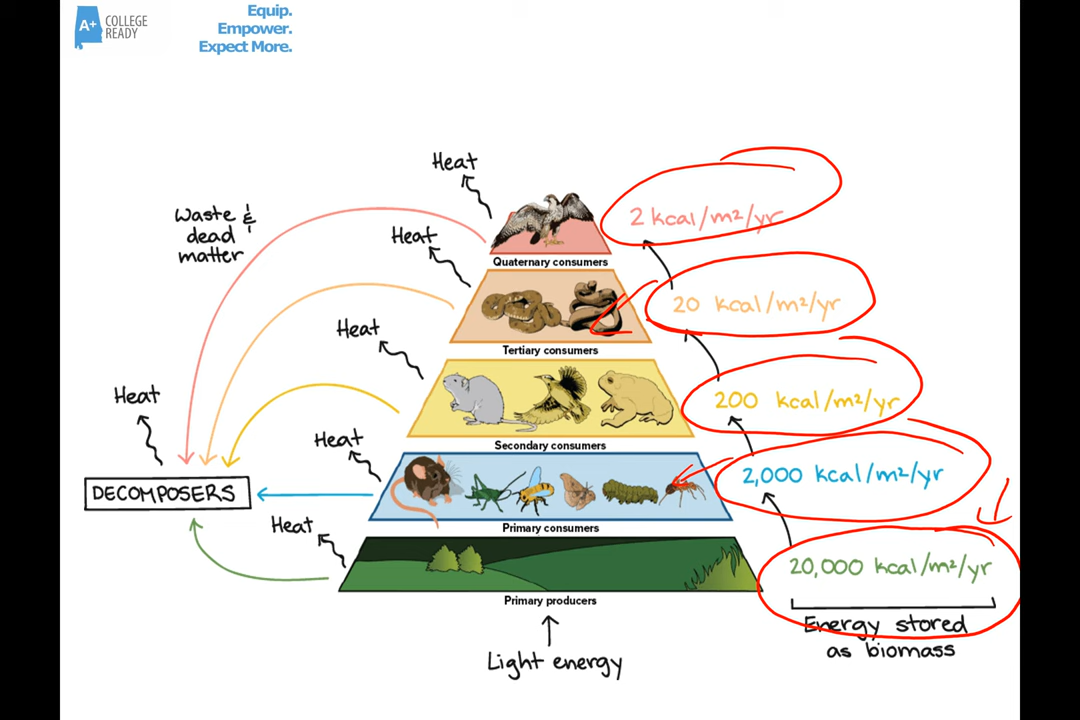 A+ COLLEGE
READY
Equip.
Empower.
Expect More.
Heat
2 kcal/m²/yr
Waste &
dead
matter
Heat
Quaternary consumers
20 kcal/m²/yr
Heat
Tertiary consumers
200 kcal/m²/yr
Heat
Heat
Secondary consumers
2,000 kcal/m²/yr
DECOMPOSERS
Heat
Primary consumers
20,000 kcal/m²/yr
Primary producers
Energy stored
as biomass
Light energy